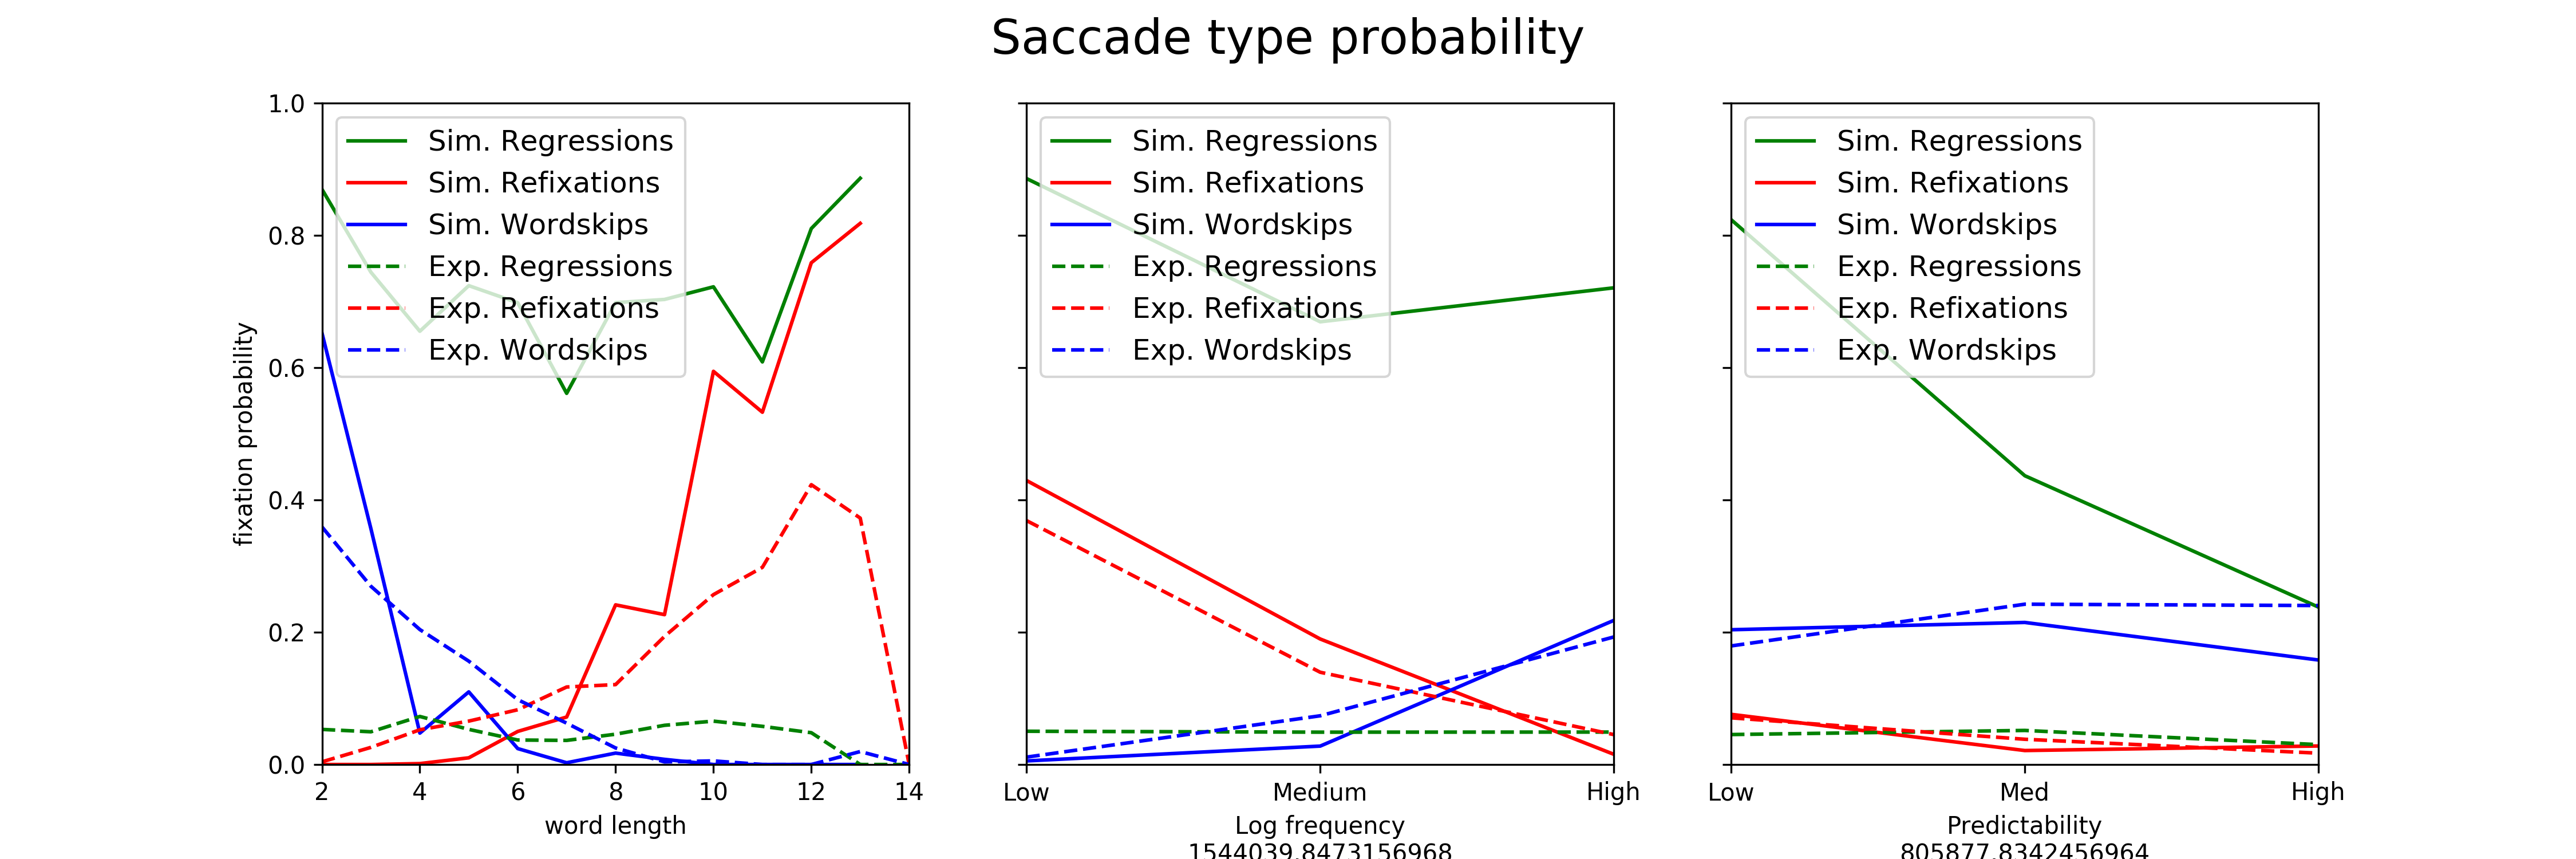 Saccade type probability
1.0
0.8
0.6
0.4
0.2
0.0
fixation probability
Sim. Regressions
Sim. Refixations
Sim. Wordskips
Exp. Regressions
Exp. Refixations
Exp. Wordskips
2 4 6 8 10 12 14
word length
Sim. Regressions
Sim. Refixations
Sim. Wordskips
Exp. Regressions
Exp. Refixations
Exp. Wordskips
Low Medium High
Log frequency
1544039.8473156968
Sim. Regressions
Sim. Refixations
Sim. Wordskips
Exp. Regressions
Exp. Refixations
Exp. Wordskips
Low Med High
Predictability
805877.8342456964